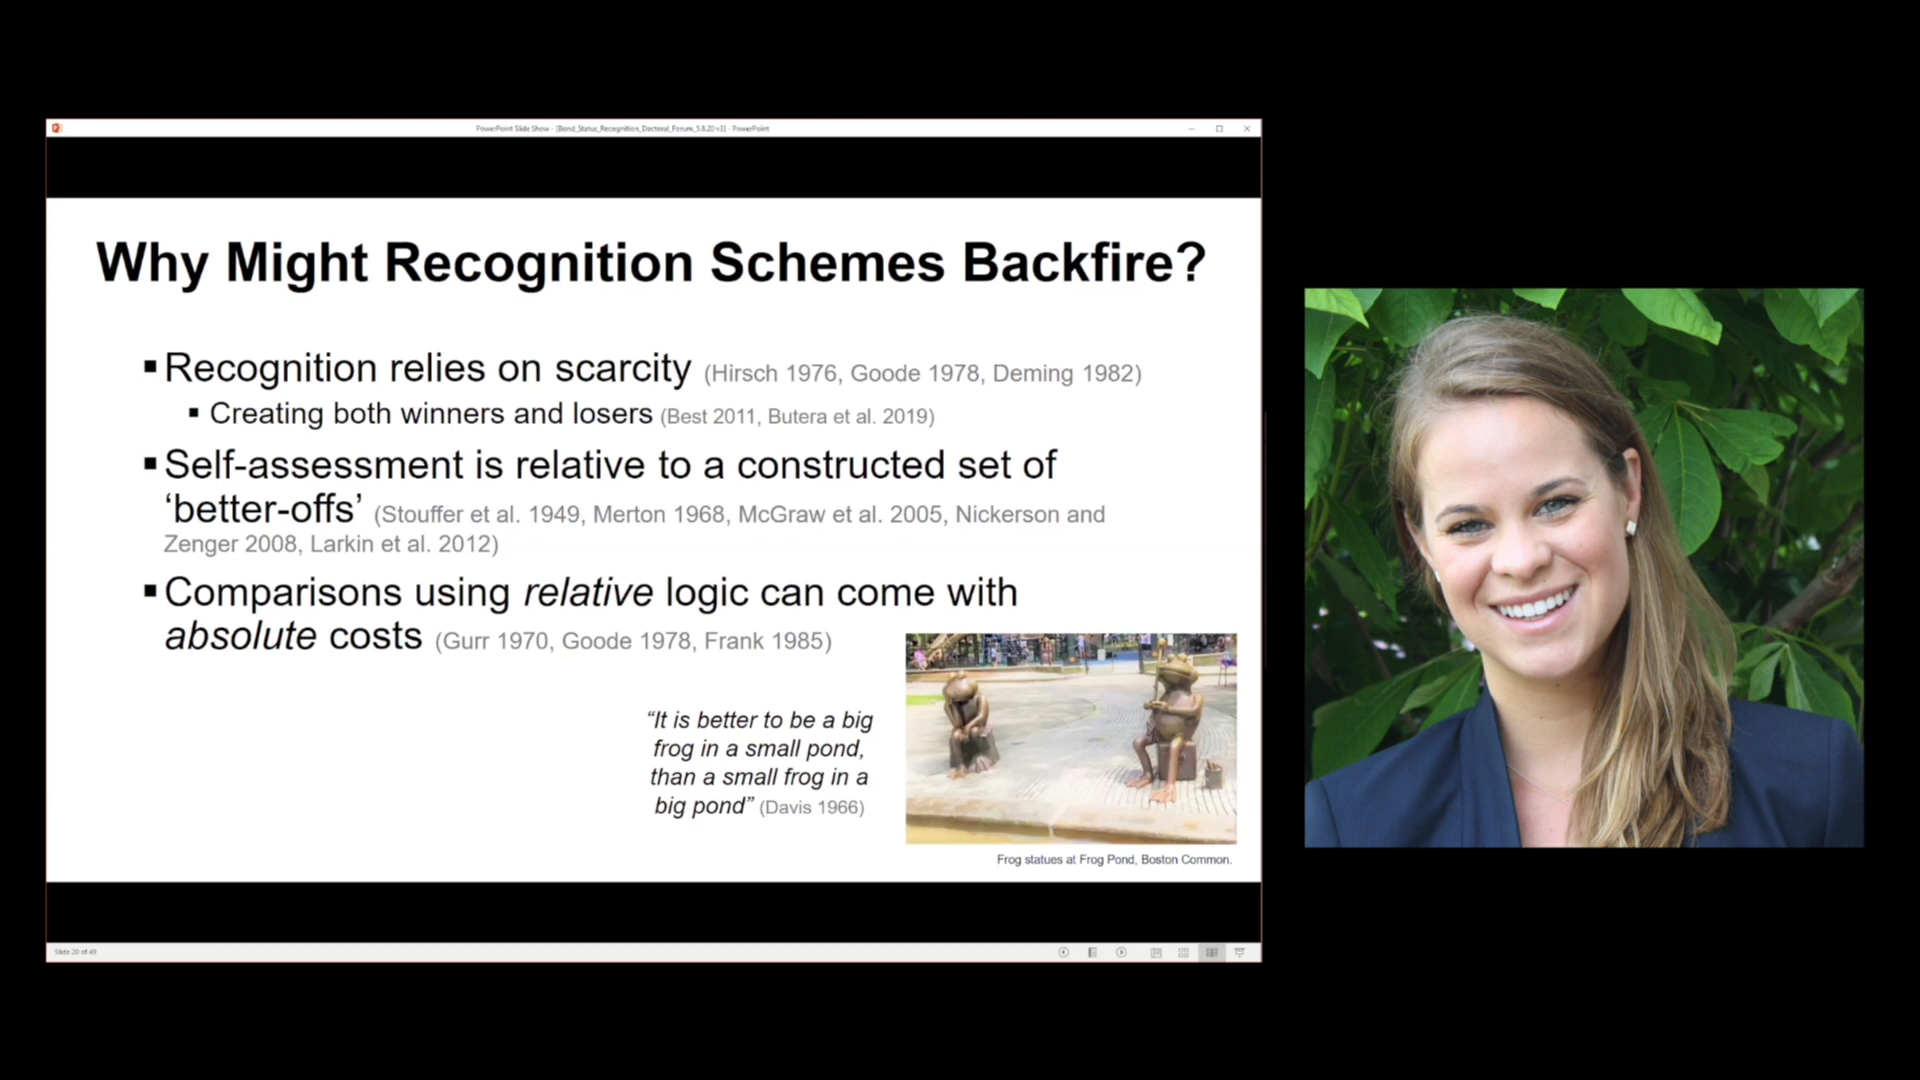 PowerPoint Slide Show - [Bond_Status_Recognition_Doctoral_Forum_5.8.20 v3] - PowerPoint
Why Might Recognition Schemes Backfire?
▪ Recognition relies on scarcity (Hirsch 1976, Goode 1978, Deming 1982)
▪ Creating both winners and losers (Best 2011, Butera et al. 2019)
▪ Self-assessment is relative to a constructed set of
‘better-offs’ (Stouffer et al. 1949, Merton 1968, McGraw et al. 2005, Nickerson and
Zenger 2008, Larkin et al. 2012)
▪ Comparisons using relative logic can come with
absolute costs (Gurr 1970, Goode 1978, Frank 1985)
“It is better to be a big
frog in a small pond,
than a small frog in a
big pond” (Davis 1966)
Frog statues at Frog Pond, Boston Common.
Slide 20 of 49